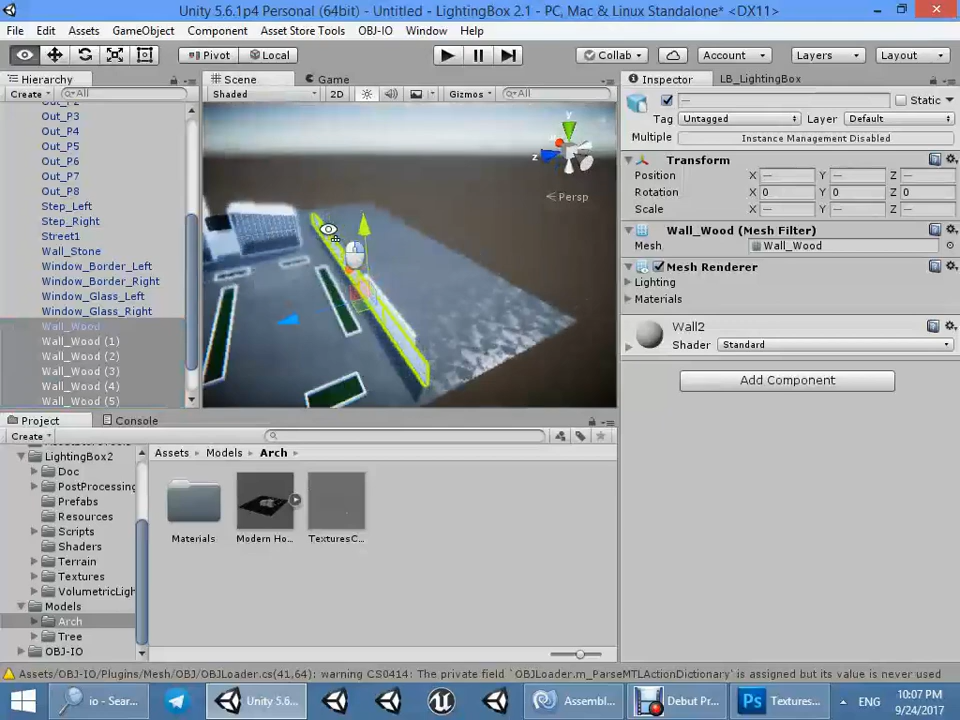 Unity 5.6.1p4 Personal (64bit) - Untitled - LightingBox 2.1 - PC, Mac & Linux Standalone* <DX11>
File Edit Assets GameObject Component Asset Store Tools OBJ-IO Window Help
Pivot Local Collab Account Layers Layout
Hierarchy Scene Game Inspector LB_LightingBox
Create All Shaded 2D Gizmos All Static
Tag Untagged Layer Default
Multiple Instance Management Disabled
Out_P3
Out_P4
Out_P5
Out_P6
Out_P7
Out_P8
Step_Left
Step_Right
Street1
Wall_Stone
Window_Border_Left
Window_Border_Right
Window_Glass_Left
Window_Glass_Right
Wall_Wood
Wall_Wood (1)
Wall_Wood (2)
Wall_Wood (3)
Wall_Wood (4)
Wall_Wood (5)
y
z
Persp
Transform
Position X — Y — Z —
Rotation X 0 Y 0 Z 0
Scale X — Y — Z —
Wall_Wood (Mesh Filter)
Mesh Wall_Wood
Mesh Renderer
Lighting
Materials
Wall2
Shader Standard
Add Component
Project Console
Create
LightingBox2
Doc
PostProcessing
Prefabs
Resources
Scripts
Shaders
Terrain
Textures
VolumetricLigh
Models
Arch
Tree
OBJ-IO
Assets Models Arch
Materials Modern Ho... TexturesC...
Assets/OBJ-IO/Plugins/Mesh/OBJ/OBJLoader.cs(41,64): warning CS0414: The private field `OBJLoader.m_ParseMTLActionDictionary' is assigned but its value is never used
io - Sear... Unity 5.6... Assembl... Debut Pr... Textures... ENG 10:07 PM
9/24/2017